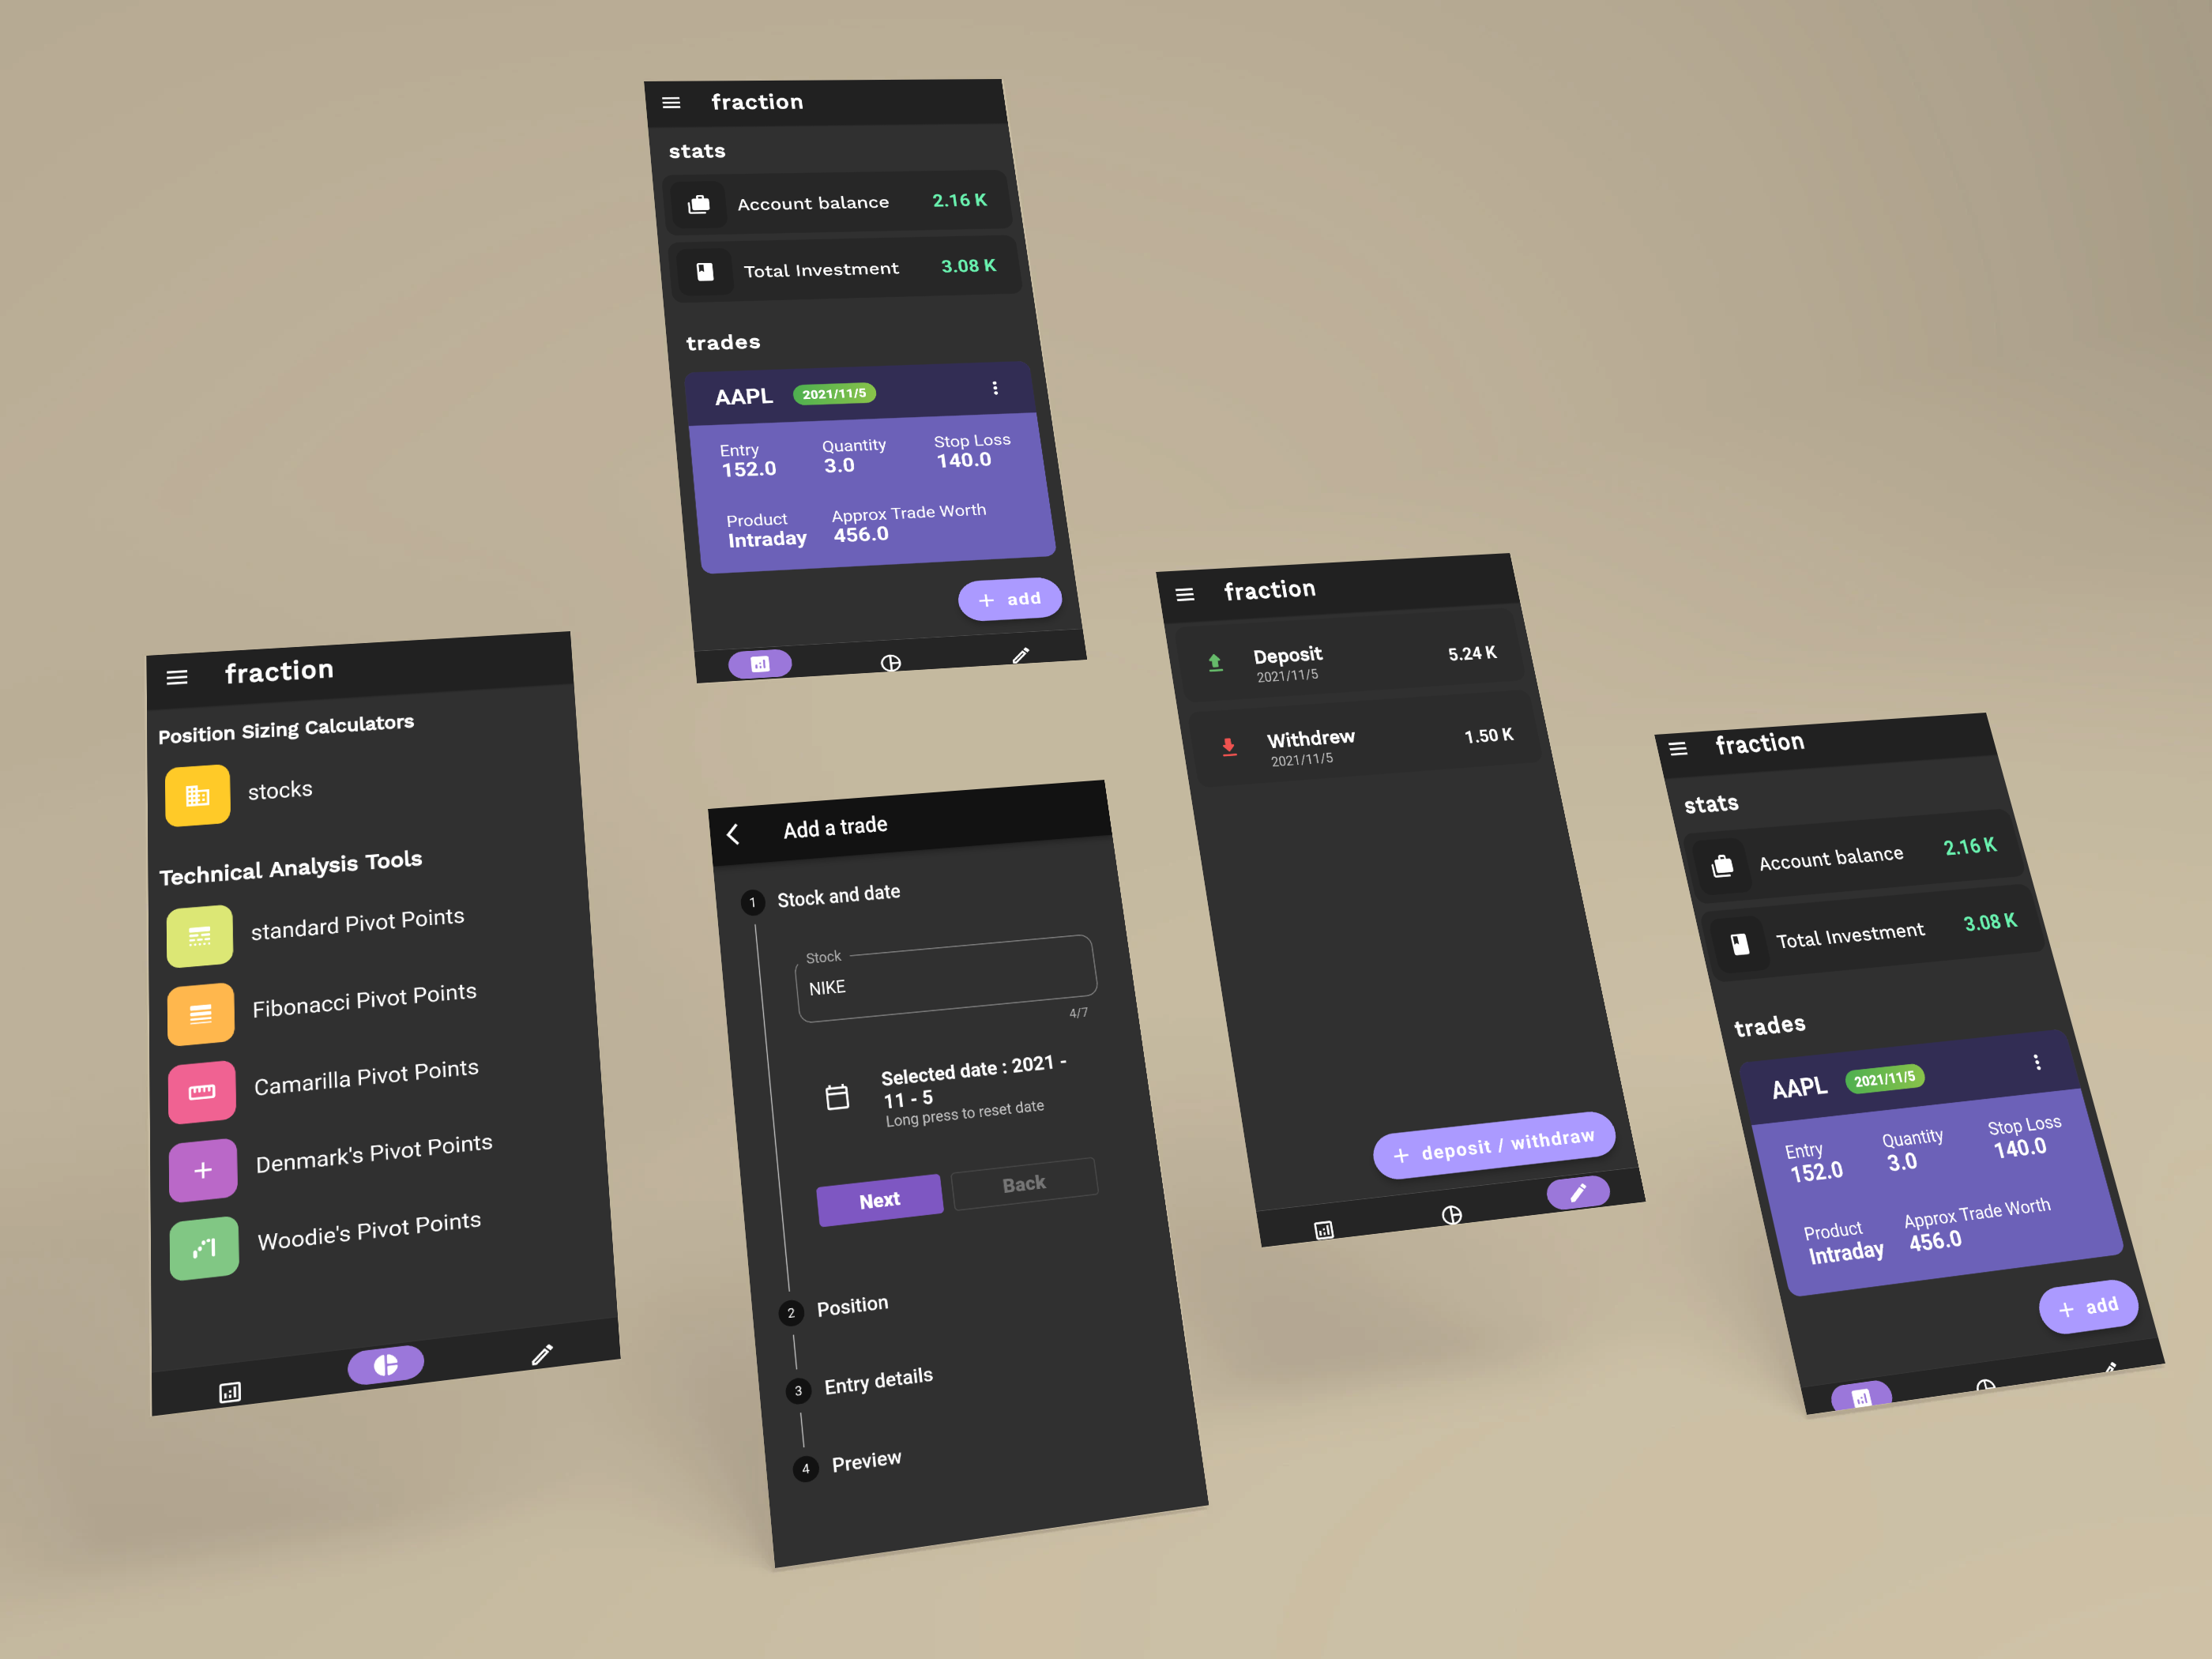 fraction
Position Sizing Calculators
stocks
Technical Analysis Tools
standard Pivot Points
Fibonacci Pivot Points
Camarilla Pivot Points
Denmark's Pivot Points
Woodie's Pivot Points
fraction
stats
Account balance 2.16 K
Total Investment 3.08 K
trades
AAPL 2021/11/5
Entry Quantity Stop Loss
152.0 3.0 140.0
Product Approx Trade Worth
Intraday 456.0
+ add
Add a trade
1 Stock and date
Stock
NIKE
4/7
Selected date : 2021 -
11 - 5
Long press to reset date
Next Back
2 Position
3 Entry details
4 Preview
fraction
Deposit 5.24 K
2021/11/5
Withdrew 1.50 K
2021/11/5
+ deposit / withdraw
fraction
stats
Account balance 2.16 K
Total Investment 3.08 K
trades
AAPL 2021/11/5
Entry Quantity Stop Loss
152.0 3.0 140.0
Product Approx Trade Worth
Intraday 456.0
+ add